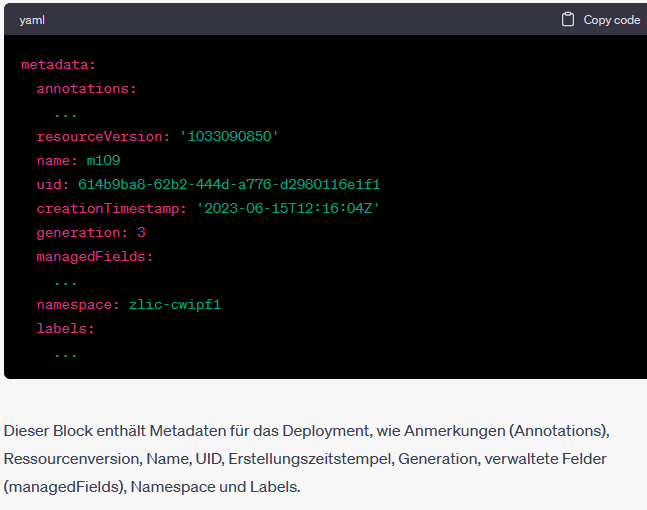 yaml Copy code
metadata:
annotations:
...
resourceVersion: '1033090850'
name: m109
uid: 614b9ba8-62b2-444d-a776-d2980116e1f1
creationTimestamp: '2023-06-15T12:16:04Z'
generation: 3
managedFields:
...
namespace: zlic-cwipf1
labels:
...
Dieser Block enthält Metadaten für das Deployment, wie Anmerkungen (Annotations),
Ressourcenversion, Name, UID, Erstellungszeitstempel, Generation, verwaltete Felder
(managedFields), Namespace und Labels.